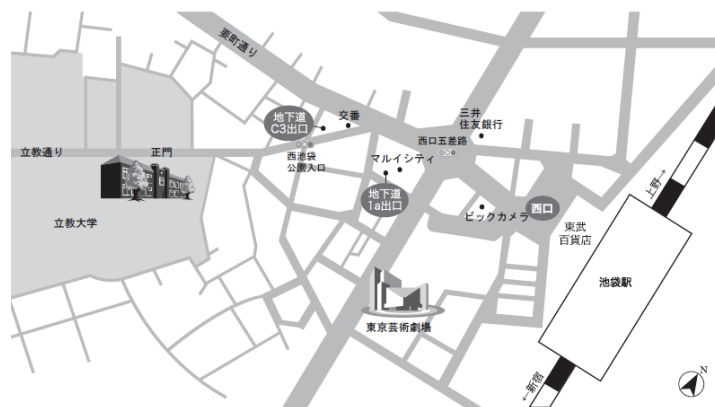 要町通り
地下道
C3出口
交番
三井
住友銀行
西口五差路
立教通り
正門
西池袋
公園入口
マルイシティ
地下道
1a出口
上野→
立教大学
ビックカメラ
西口
東武
百貨店
池袋駅
東京芸術劇場
←新宿
N